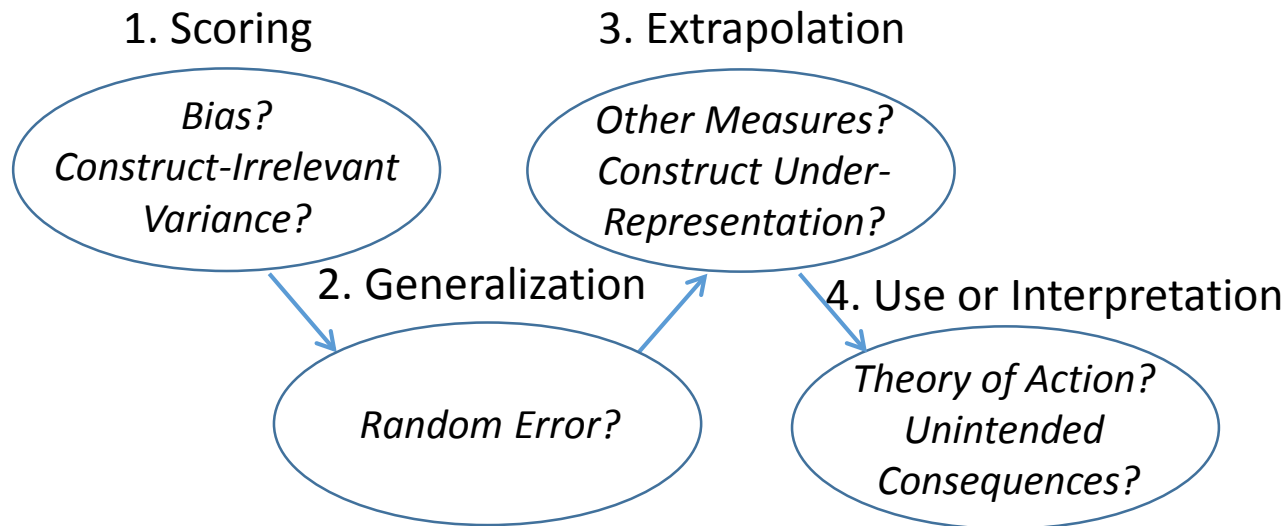 1. Scoring
Bias?
Construct-Irrelevant
Variance?
2. Generalization
Random Error?
3. Extrapolation
Other Measures?
Construct Under-
Representation?
4. Use or Interpretation
Theory of Action?
Unintended
Consequences?